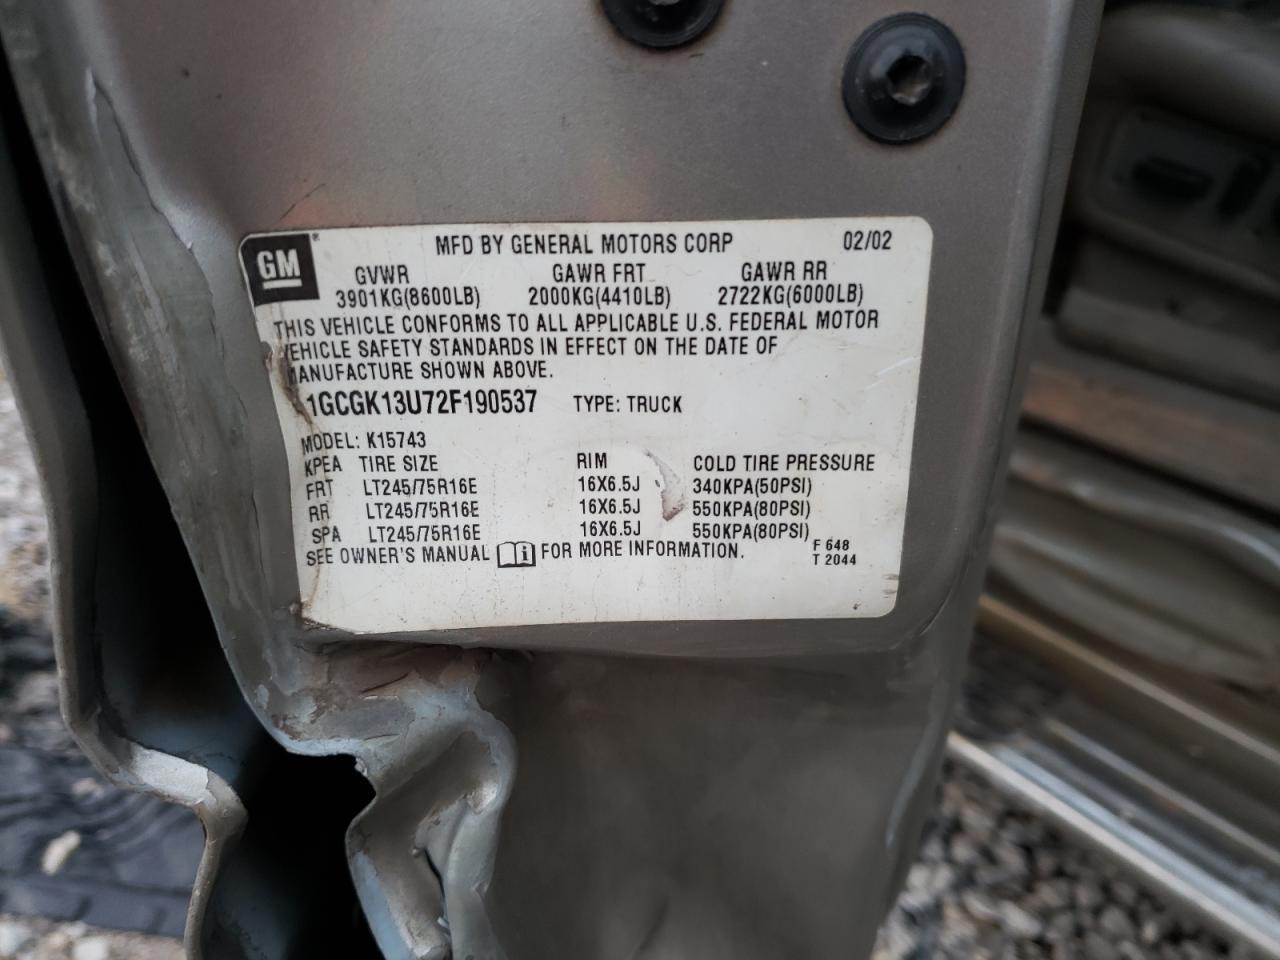 GM MFD BY GENERAL MOTORS CORP 02/02
GVWR GAWR FRT GAWR RR
3901KG(8600LB) 2000KG(4410LB) 2722KG(6000LB)
THIS VEHICLE CONFORMS TO ALL APPLICABLE U.S. FEDERAL MOTOR
VEHICLE SAFETY STANDARDS IN EFFECT ON THE DATE OF
MANUFACTURE SHOWN ABOVE.
1GCGK13U72F190537 TYPE: TRUCK
MODEL: K15743
KPEA TIRE SIZE RIM COLD TIRE PRESSURE
FRT LT245/75R16E 16X6.5J 340KPA(50PSI)
RR LT245/75R16E 16X6.5J 550KPA(80PSI)
SPA LT245/75R16E 16X6.5J 550KPA(80PSI)
SEE OWNER'S MANUAL i FOR MORE INFORMATION.
F 648
T 2044